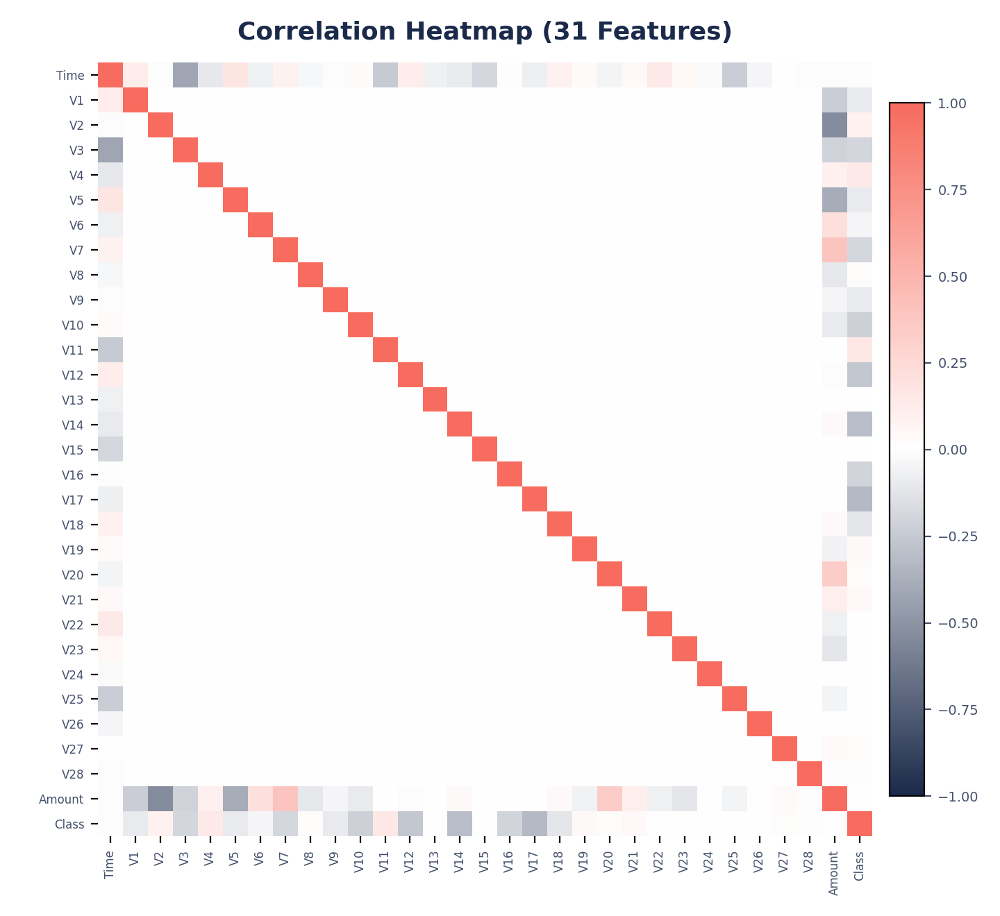 Correlation Heatmap (31 Features)
Time
V1
V2
V3
V4
V5
V6
V7
V8
V9
V10
V11
V12
V13
V14
V15
V16
V17
V18
V19
V20
V21
V22
V23
V24
V25
V26
V27
V28
Amount
Class
Time
V1
V2
V3
V4
V5
V6
V7
V8
V9
V10
V11
V12
V13
V14
V15
V16
V17
V18
V19
V20
V21
V22
V23
V24
V25
V26
V27
V28
Amount
Class
1.00
0.75
0.50
0.25
0.00
−0.25
−0.50
−0.75
−1.00